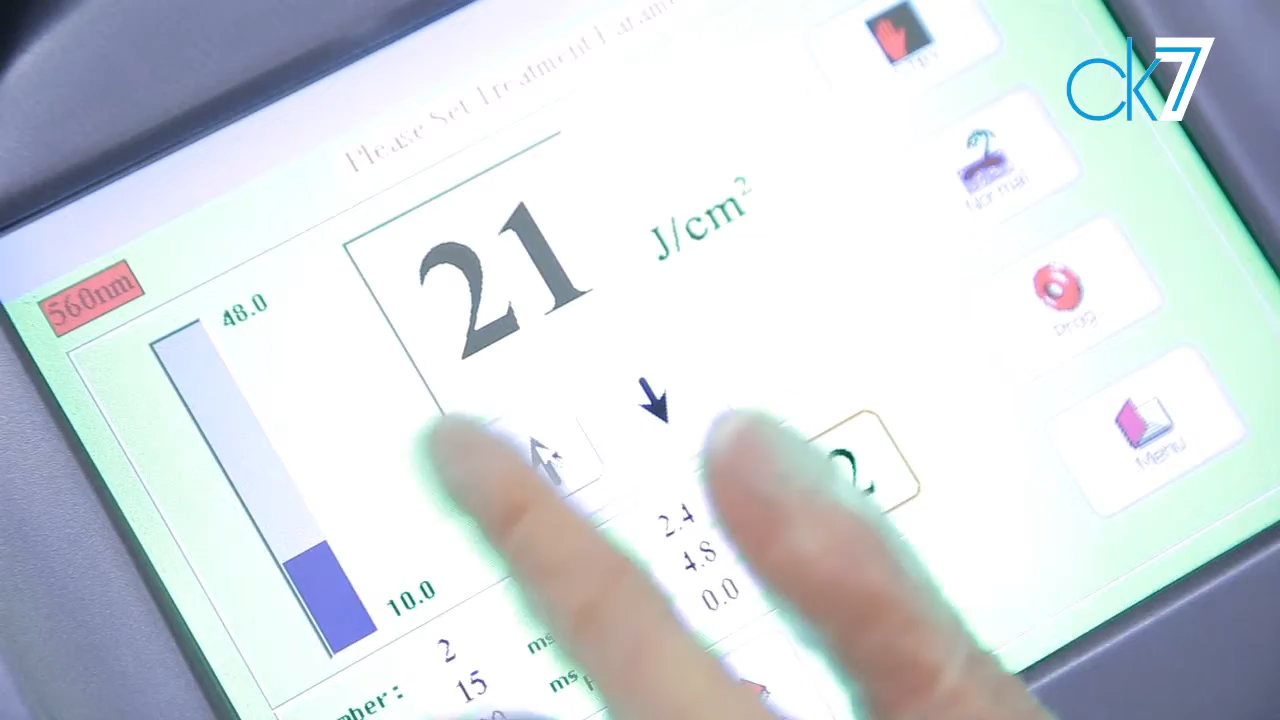 ck7
Please Set Treatment Param
560nm
48.0
21
J/cm²
Normal
Drag
Menu
2
2.4
4.8
0.0
10.0
2 ms
mber: 15 ms